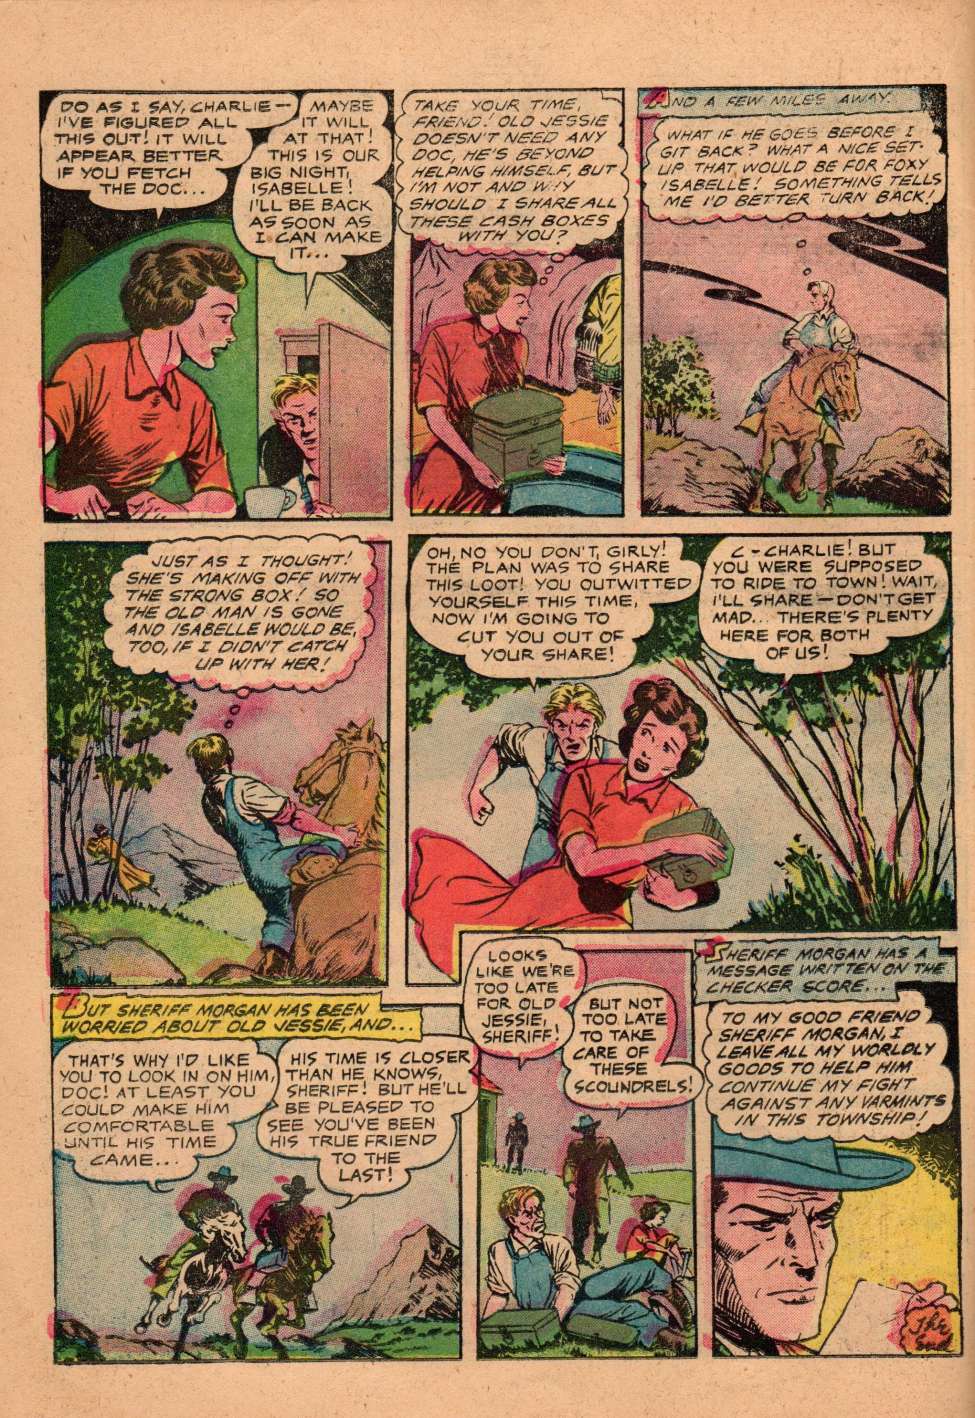 DO AS I SAY, CHARLIE—
I'VE FIGURED ALL
THIS OUT! IT WILL
APPEAR BETTER
IF YOU FETCH
THE DOC...
MAYBE
IT WILL
AT THAT!
THIS IS OUR
BIG NIGHT,
ISABELLE!
I'LL BE BACK
AS SOON AS
I CAN MAKE
IT...
TAKE YOUR TIME,
FRIEND! OLD JESSIE
DOESN'T NEED ANY
DOC, HE'S BEYOND
HELPING HIMSELF, BUT
I'M NOT AND WHY
SHOULD I SHARE ALL
THESE CASH BOXES
WITH YOU?
AND A FEW MILES AWAY.
WHAT IF HE GOES BEFORE I
GIT BACK? WHAT A NICE SET-
UP THAT WOULD BE FOR FOXY
ISABELLE! SOMETHING TELLS
ME I'D BETTER TURN BACK!
JUST AS I THOUGHT!
SHE'S MAKING OFF WITH
THE STRONG BOX! SO
THE OLD MAN IS GONE
AND ISABELLE WOULD BE,
TOO, IF I DIDN'T CATCH
UP WITH HER!
OH, NO YOU DON'T, GIRLY!
THE PLAN WAS TO SHARE
THIS LOOT! YOU OUTWITTED
YOURSELF THIS TIME,
NOW I'M GOING TO
CUT YOU OUT OF
YOUR SHARE!
C-CHARLIE! BUT
YOU WERE SUPPOSED
TO RIDE TO TOWN! WAIT,
I'LL SHARE—DON'T GET
MAD... THERE'S PLENTY
HERE FOR BOTH
OF US!
BUT SHERIFF MORGAN HAS BEEN
WORRIED ABOUT OLD JESSIE, AND...
THAT'S WHY I'D LIKE
YOU TO LOOK IN ON HIM,
DOC! AT LEAST YOU
COULD MAKE HIM
COMFORTABLE
UNTIL HIS TIME
CAME...
HIS TIME IS CLOSER
THAN HE KNOWS,
SHERIFF! BUT HE'LL
BE PLEASED TO
SEE YOU'VE BEEN
HIS TRUE FRIEND
TO THE
LAST!
LOOKS
LIKE WE'RE
TOO LATE
FOR OLD
JESSIE,
SHERIFF!
BUT NOT
TOO LATE
TO TAKE
CARE OF
THESE
SCOUNDRELS!
SHERIFF MORGAN HAS A
MESSAGE WRITTEN ON THE
CHECKER SCORE...
TO MY GOOD FRIEND
SHERIFF MORGAN, I
LEAVE ALL MY WORLDLY
GOODS TO HELP HIM
CONTINUE MY FIGHT
AGAINST ANY VARMINTS
IN THIS TOWNSHIP!
The
End